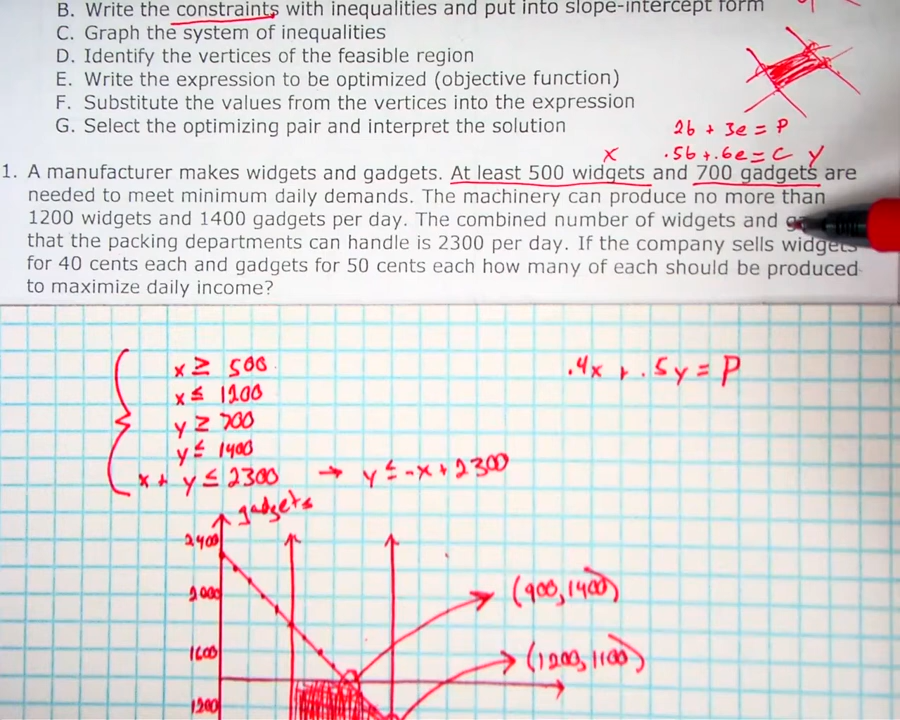 B. Write the constraints with inequalities and put into slope-intercept form
C. Graph the system of inequalities
D. Identify the vertices of the feasible region
E. Write the expression to be optimized (objective function)
F. Substitute the values from the vertices into the expression
G. Select the optimizing pair and interpret the solution
2b + 3e = P
x .5b + .6e = C y
1. A manufacturer makes widgets and gadgets. At least 500 widgets and 700 gadgets are
needed to meet minimum daily demands. The machinery can produce no more than
1200 widgets and 1400 gadgets per day. The combined number of widgets and
that the packing departments can handle is 2300 per day. If the company sells widgets
for 40 cents each and gadgets for 50 cents each how many of each should be produced
to maximize daily income?
x ≥ 500
.4x + .5y = P
x ≤ 1200
y ≥ 700
y ≤ 1400
x + y ≤ 2300 → y ≤ -x + 2300
gadgets
2400
2000
(900, 1400)
1600
(1200, 1100)
1200